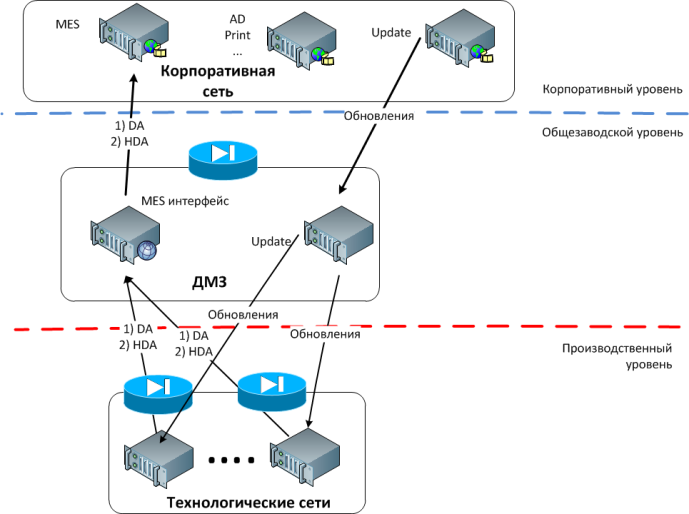 MES
AD
Print
...
Update
Корпоративная
сеть
Корпоративный уровень
Обновления
1) DA
2) HDA
Общезаводской уровень
MES интерфейс
Update
ДМЗ
Обновления
1) DA
2) HDA
1) DA
2) HDA
Обновления
Производственный
уровень
Технологические сети